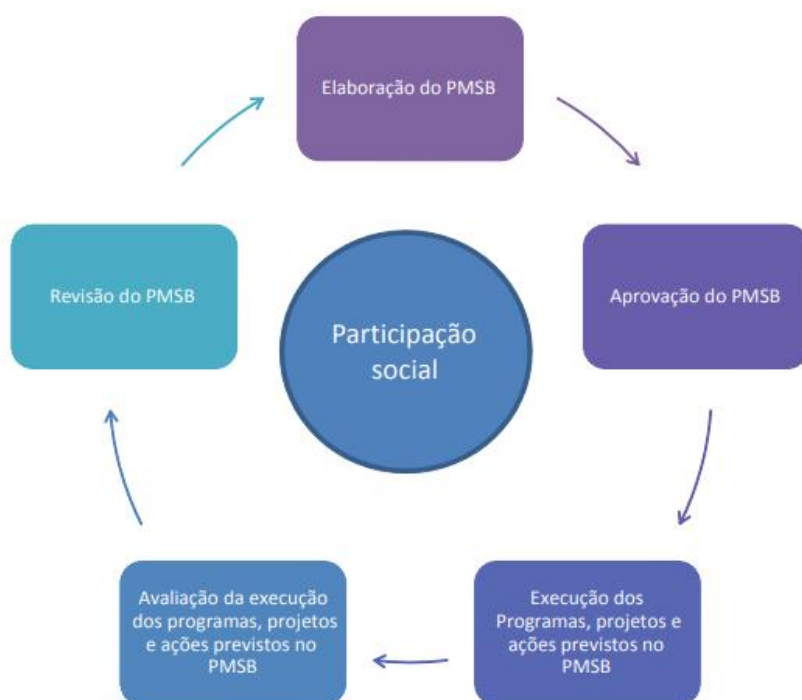 Elaboração do PMSB
Aprovação do PMSB
Execução dos
Programas, projetos e
ações previstos no
PMSB
Avaliação da execução
dos programas, projetos
e ações previstos no
PMSB
Revisão do PMSB
Participação
social